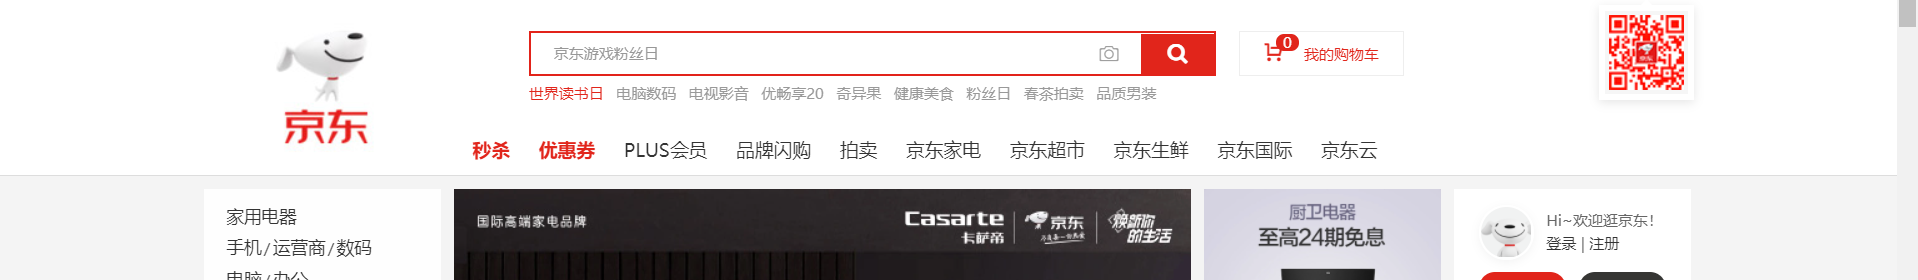 京东
京东游戏粉丝日
0
我的购物车
世界读书日 电脑数码 电视影音 优畅享20 奇异果 健康美食 粉丝日 春茶拍卖 品质男装
秒杀 优惠券 PLUS会员 品牌闪购 拍卖 京东家电 京东超市 京东生鲜 京东国际 京东云
家用电器
手机/运营商/数码
电脑/办公
国际高端家电品牌
Casarte
卡萨帝
京东
焕新你
的生活
厨卫电器
至高24期免息
Hi~欢迎逛京东!
登录 | 注册